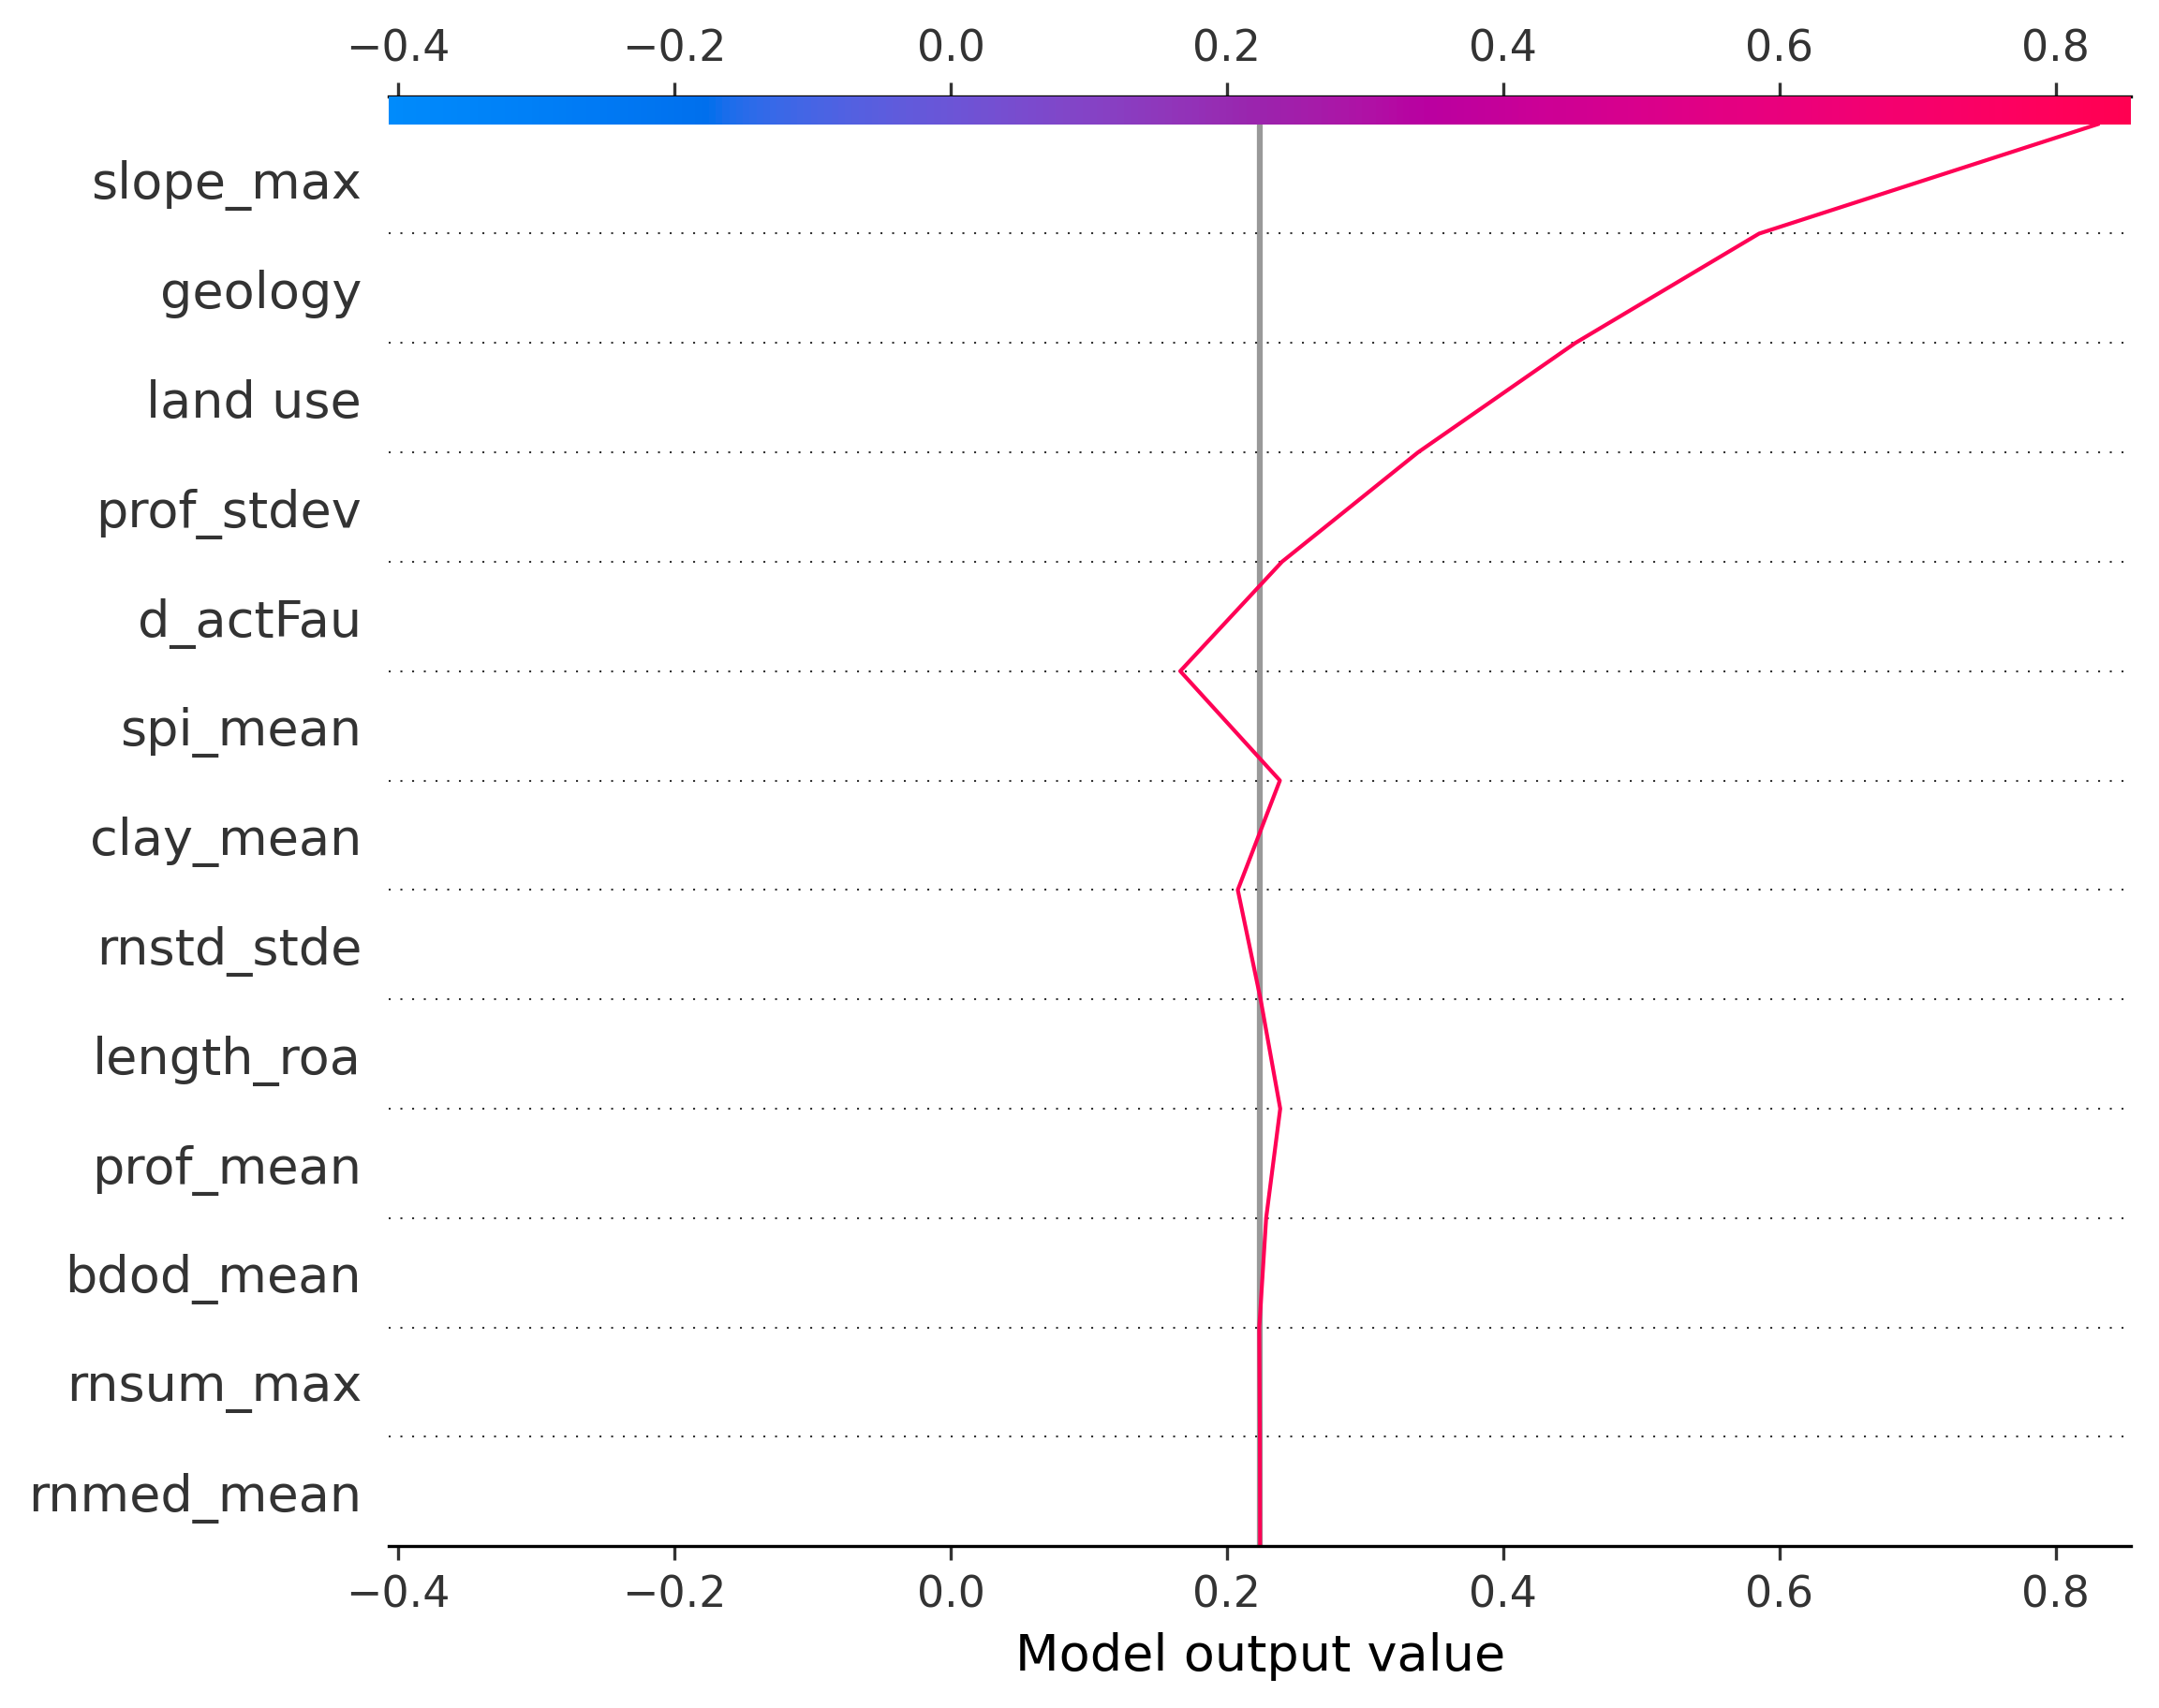 −0.4 −0.2 0.0 0.2 0.4 0.6 0.8
slope_max
geology
land use
prof_stdev
d_actFau
spi_mean
clay_mean
rnstd_stde
length_roa
prof_mean
bdod_mean
rnsum_max
rnmed_mean
−0.4 −0.2 0.0 0.2 0.4 0.6 0.8
Model output value